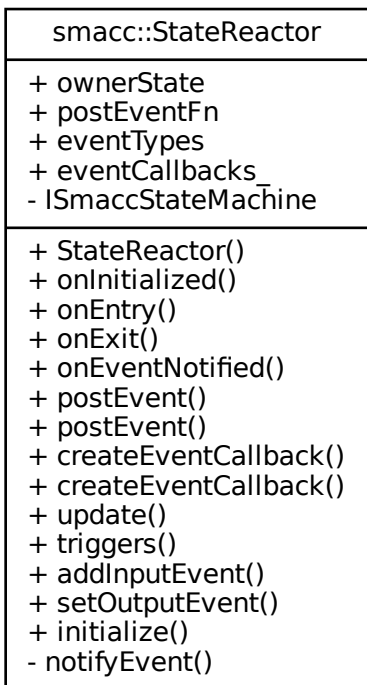 smacc::StateReactor
+ ownerState
+ postEventFn
+ eventTypes
+ eventCallbacks_
- ISmaccStateMachine
+ StateReactor()
+ onInitialized()
+ onEntry()
+ onExit()
+ onEventNotified()
+ postEvent()
+ postEvent()
+ createEventCallback()
+ createEventCallback()
+ update()
+ triggers()
+ addInputEvent()
+ setOutputEvent()
+ initialize()
- notifyEvent()